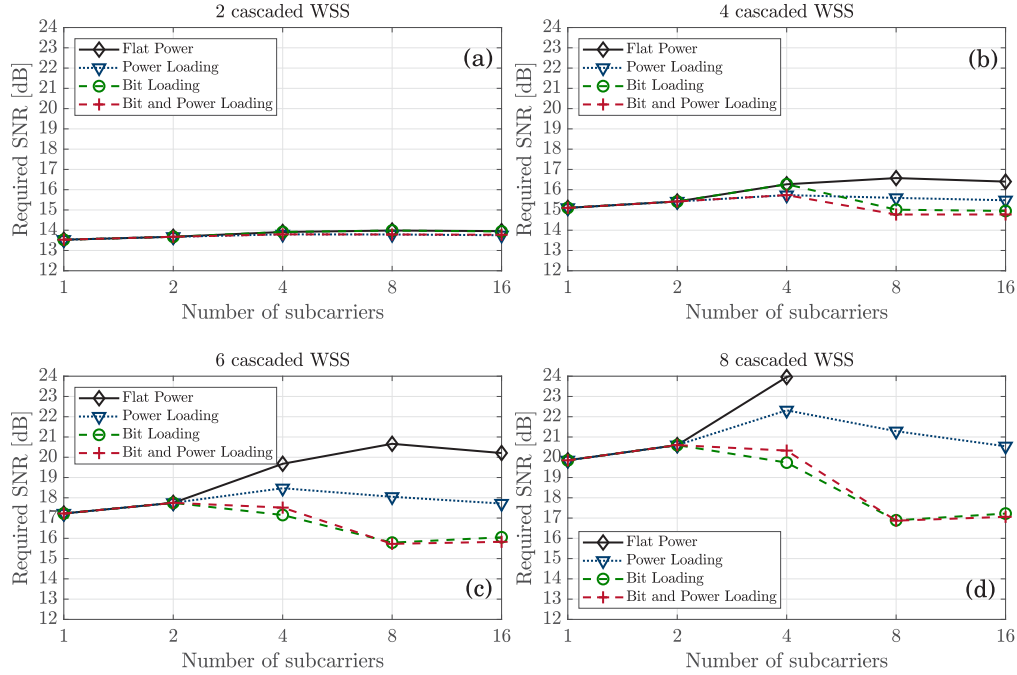 2 cascaded WSS
Required SNR [dB]
24
23
22
21
20
19
18
17
16
15
14
13
12
Flat Power
Power Loading
Bit Loading
Bit and Power Loading
(a)
1 2 4 8 16
Number of subcarriers
4 cascaded WSS
Required SNR [dB]
24
23
22
21
20
19
18
17
16
15
14
13
12
Flat Power
Power Loading
Bit Loading
Bit and Power Loading
(b)
1 2 4 8 16
Number of subcarriers
6 cascaded WSS
Required SNR [dB]
24
23
22
21
20
19
18
17
16
15
14
13
12
Flat Power
Power Loading
Bit Loading
Bit and Power Loading
(c)
1 2 4 8 16
Number of subcarriers
8 cascaded WSS
Required SNR [dB]
24
23
22
21
20
19
18
17
16
15
14
13
12
Flat Power
Power Loading
Bit Loading
Bit and Power Loading
(d)
1 2 4 8 16
Number of subcarriers